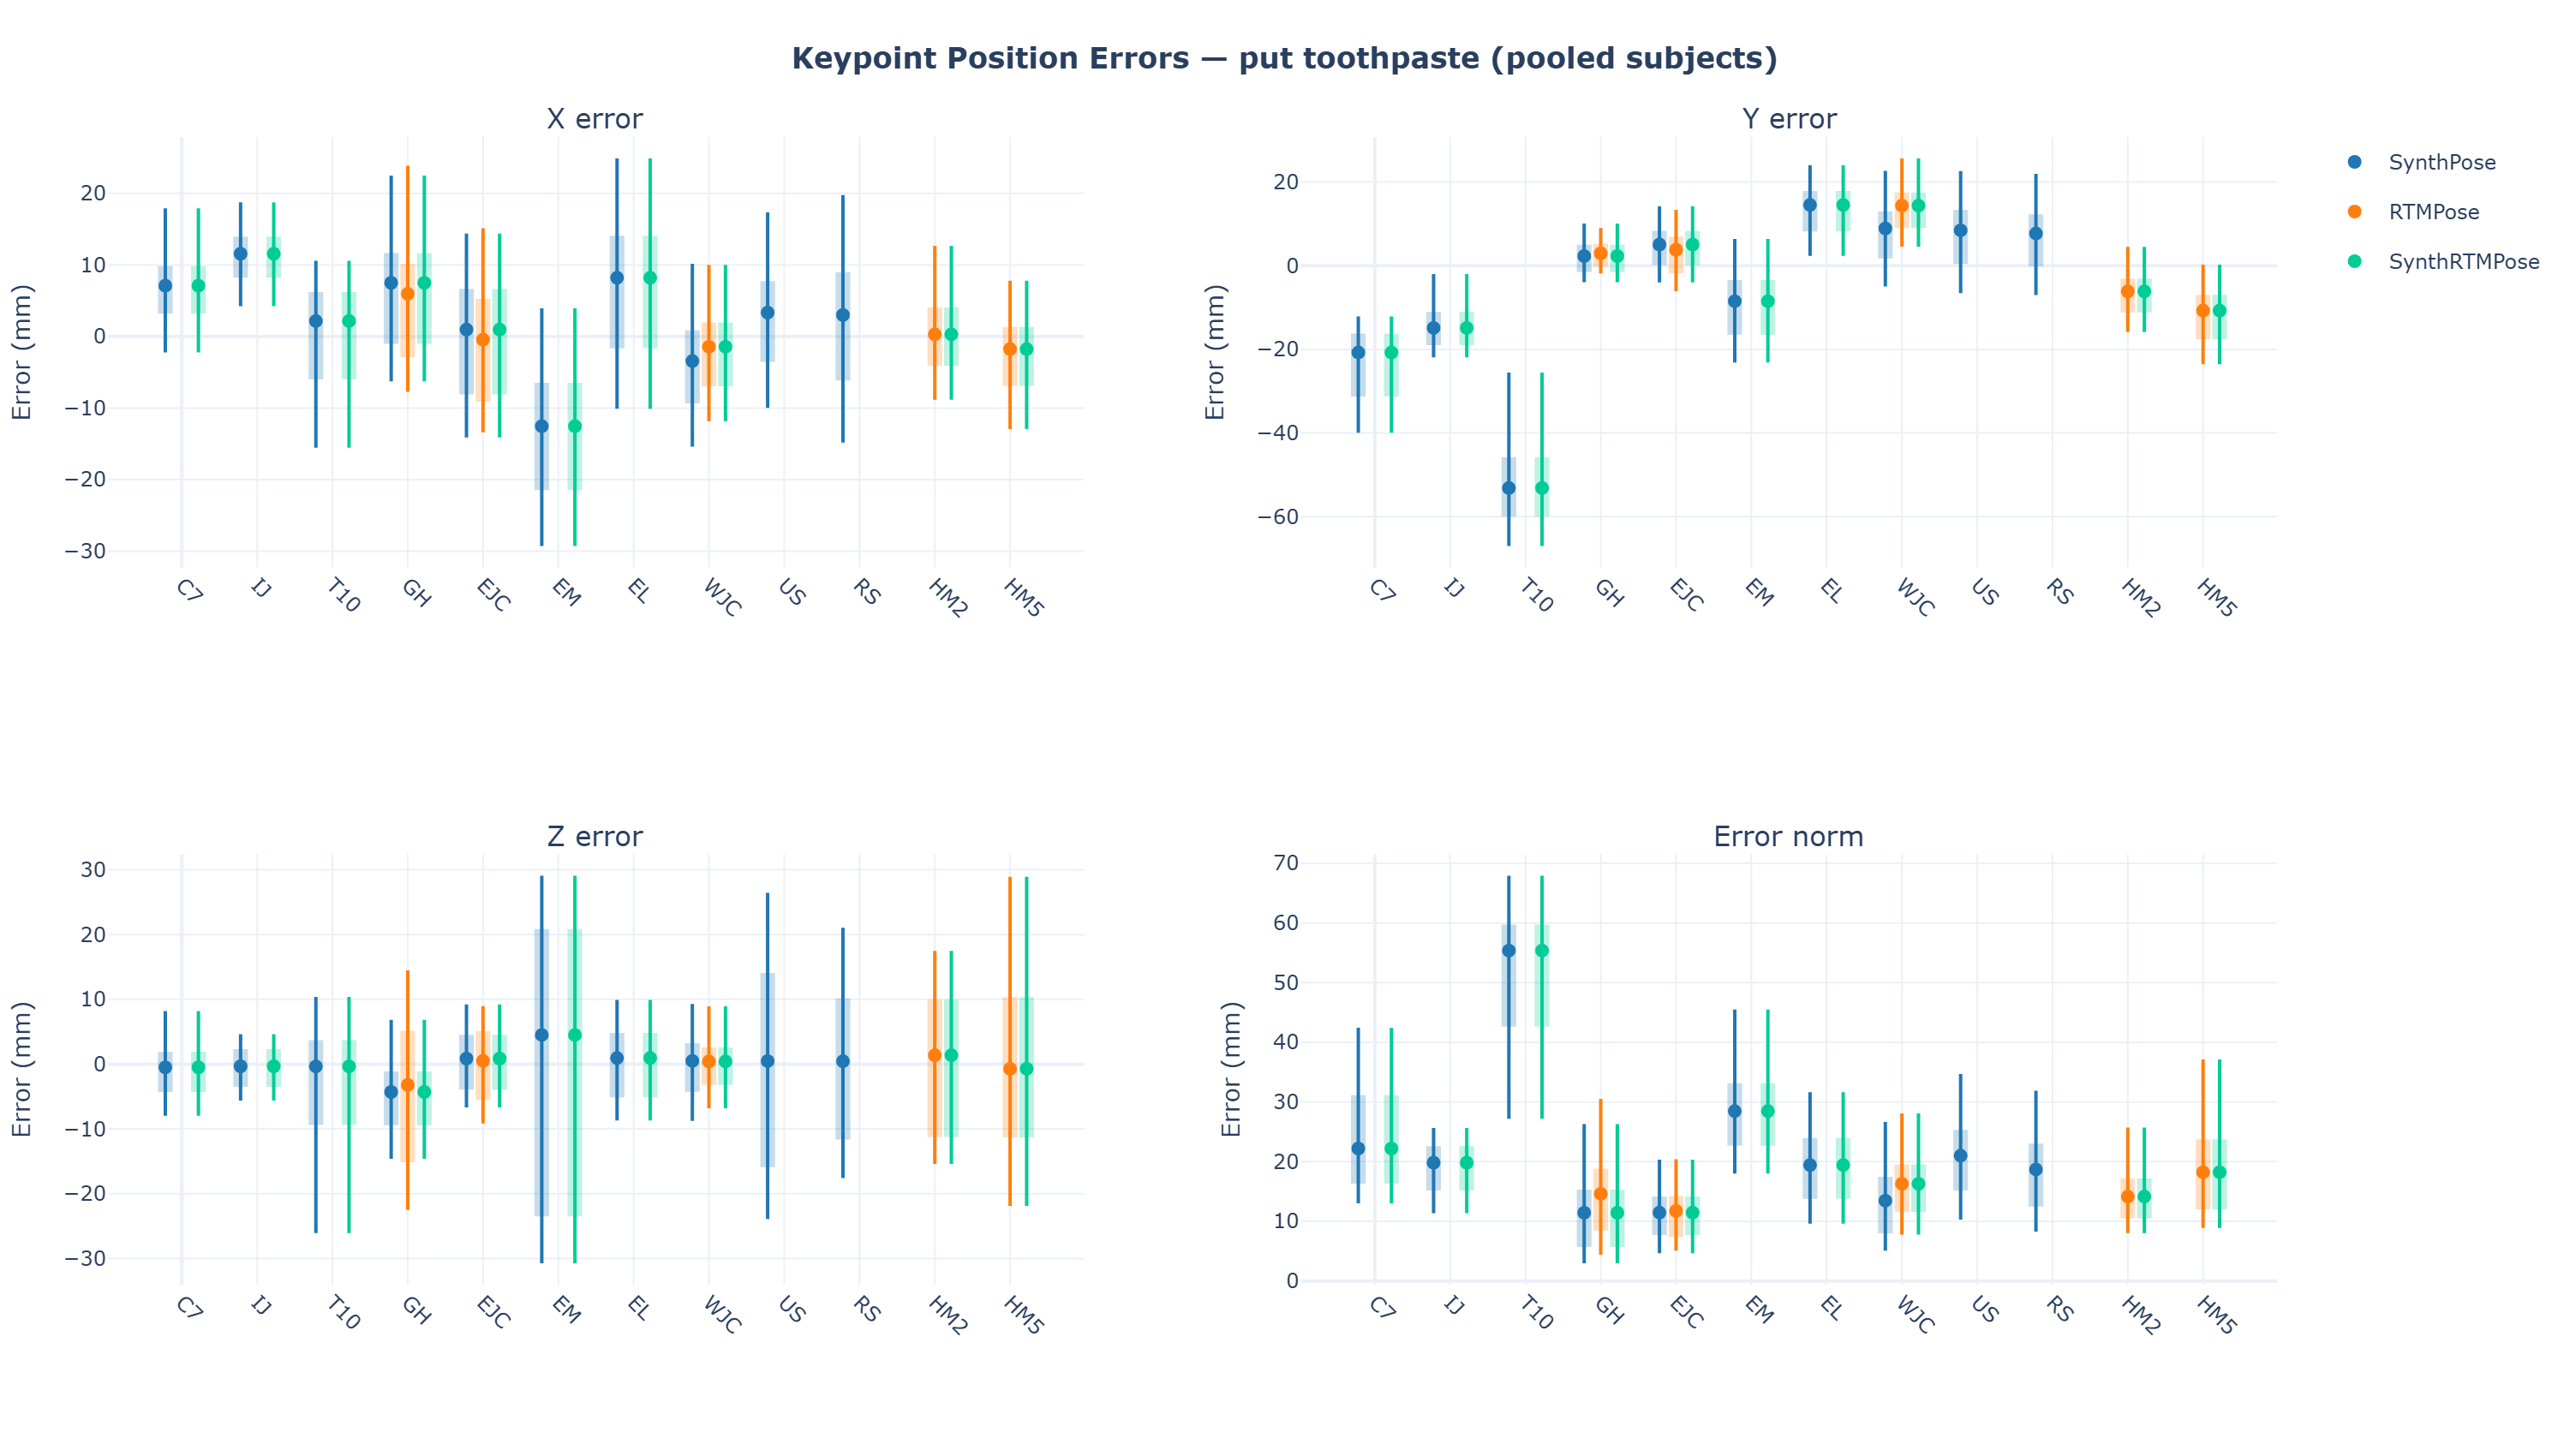 Keypoint Position Errors — put toothpaste (pooled subjects)
X error
Error (mm)
20
10
0
−10
−20
−30
C7
IJ
T10
GH
EJC
EM
EL
WJC
US
RS
HM2
HM5
Y error
Error (mm)
20
0
−20
−40
−60
C7
IJ
T10
GH
EJC
EM
EL
WJC
US
RS
HM2
HM5
SynthPose
RTMPose
SynthRTMPose
Z error
Error (mm)
30
20
10
0
−10
−20
−30
C7
IJ
T10
GH
EJC
EM
EL
WJC
US
RS
HM2
HM5
Error norm
Error (mm)
70
60
50
40
30
20
10
0
C7
IJ
T10
GH
EJC
EM
EL
WJC
US
RS
HM2
HM5